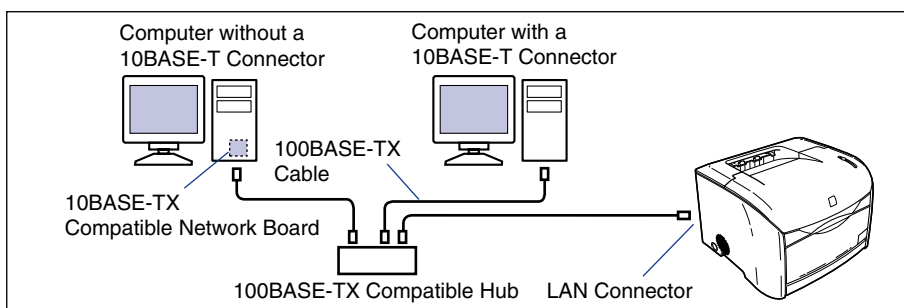 Computer without a
10BASE-T Connector
Computer with a
10BASE-T Connector
100BASE-TX
Cable
10BASE-TX
Compatible Network Board
100BASE-TX Compatible Hub
LAN Connector